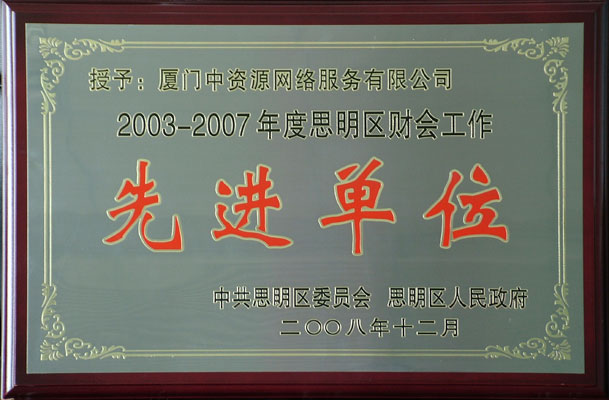 授予：厦门中资源网络服务有限公司
2003-2007年度思明区财会工作
先进单位
中共思明区委员会 思明区人民政府
二〇〇八年十二月